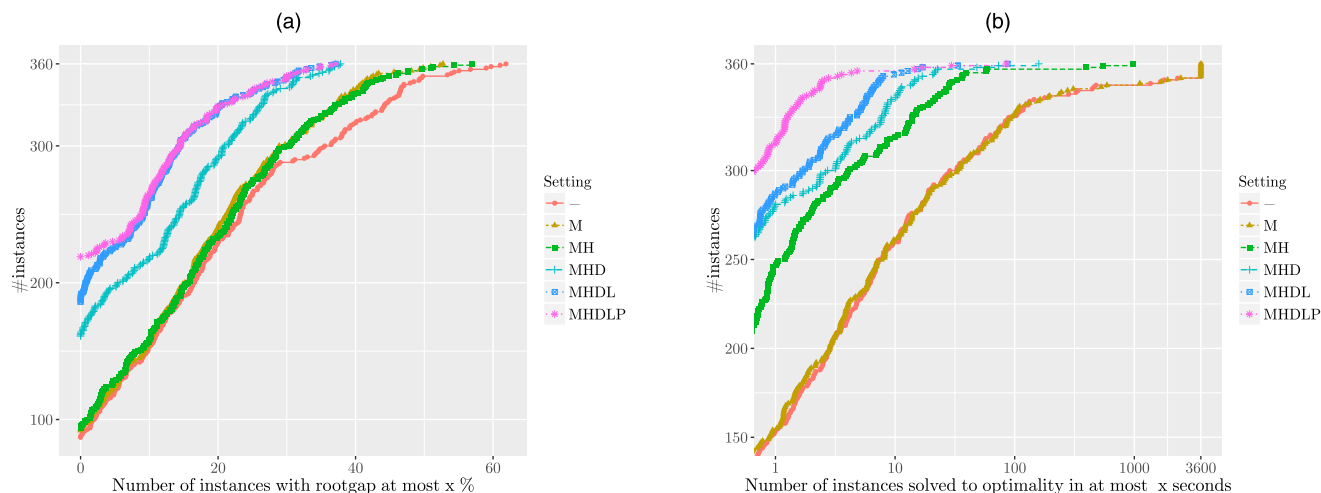 (a)
360
300
200
100
#instances
0
20
40
60
Number of instances with rootgap at most x %
Setting
–
M
MH
MHD
MHDL
MHDLP
(b)
360
300
250
200
150
#instances
1
10
100
1000
3600
Number of instances solved to optimality in at most x seconds
Setting
–
M
MH
MHD
MHDL
MHDLP